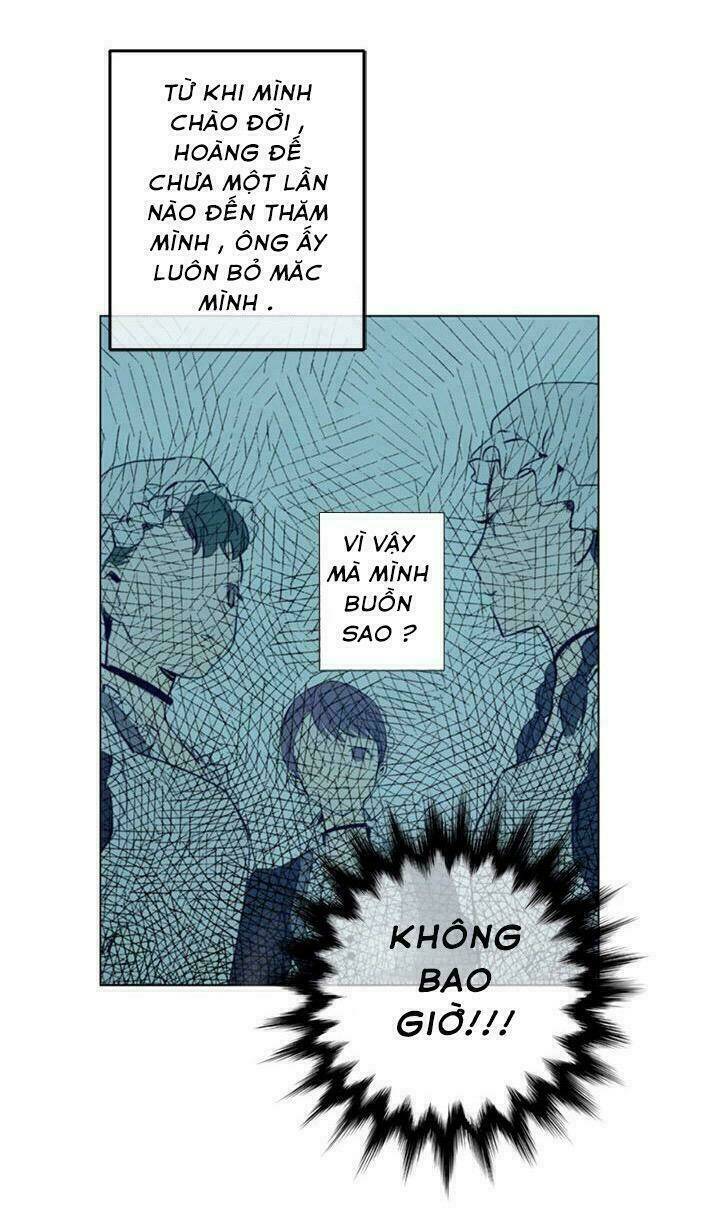 TỪ KHI MÌNH
CHÀO ĐỜI ,
HOÀNG ĐẾ
CHƯA MỘT LẦN
NÀO ĐẾN THĂM
MÌNH , ÔNG ẤY
LUÔN BỎ MĂC
MÌNH .
VÌ VẬY
MÀ MÌNH
BUỒN
SAO ?
KHÔNG
BAO
GIỜ!!!